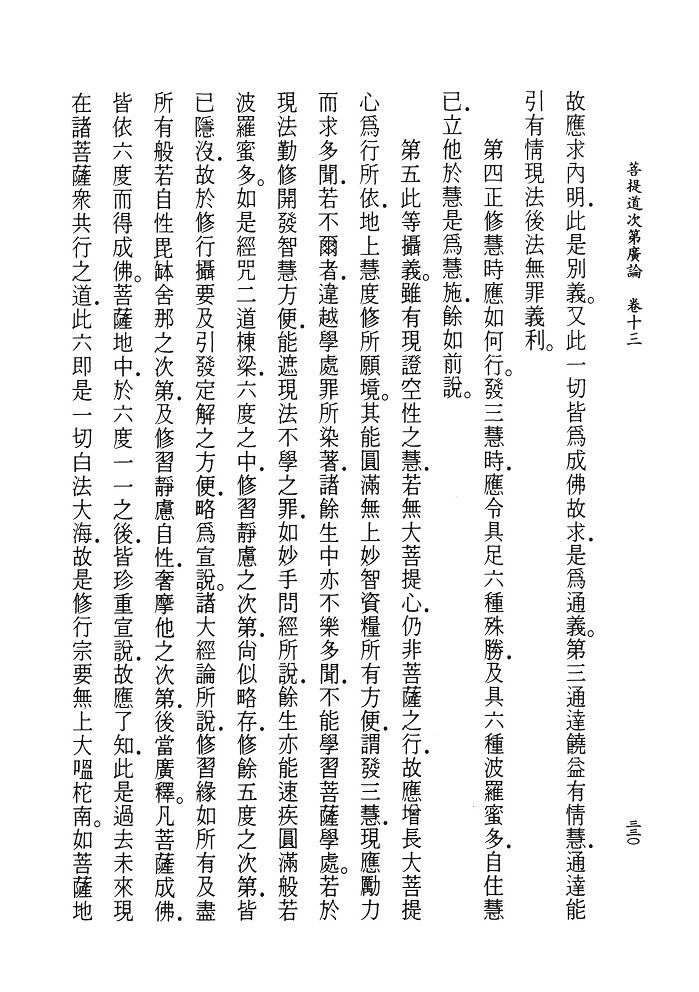 菩提道次第廣論　卷十三
三三〇
故應求內明．此是別義。又此一切皆爲成佛故求．是爲通義。第三通達饒益有情慧．通達能
引有情現法後法無罪義利。
第四正修慧時應如何行。發三慧時．應令具足六種殊勝．及具六種波羅蜜多．自住慧
已．立他於慧是爲慧施．餘如前說。
第五此等攝義。雖有現證空性之慧．若無大菩提心．仍非菩薩之行．故應增長大菩提
心爲行所依．地上慧度修所願境。其能圓滿無上妙智資糧所有方便．謂發三慧．現應勵力
而求多聞．若不爾者．違越學處罪所染著．諸餘生中亦不樂多聞．不能學習菩薩學處。若於
現法勤修開發智慧方便．能遮現法不學之罪．如妙手問經所說．餘生亦能速疾圓滿般若
波羅蜜多。如是經咒二道棟梁．六度之中．修習靜慮之次第．尙似略存．修餘五度之次第．皆
已隱沒．故於修行攝要及引發定解之方便．略爲宣說。諸大經論所說．修習緣如所有及盡
所有般若自性毘缽舍那之次第．及修習靜慮自性．奢摩他之次第．後當廣釋。凡菩薩成佛．
皆依六度而得成佛。菩薩地中．於六度一一之後．皆珍重宣說．故應了知．此是過去未來現
在諸菩薩衆共行之道．此六即是一切白法大海．故是修行宗要無上大嗢柁南。如菩薩地